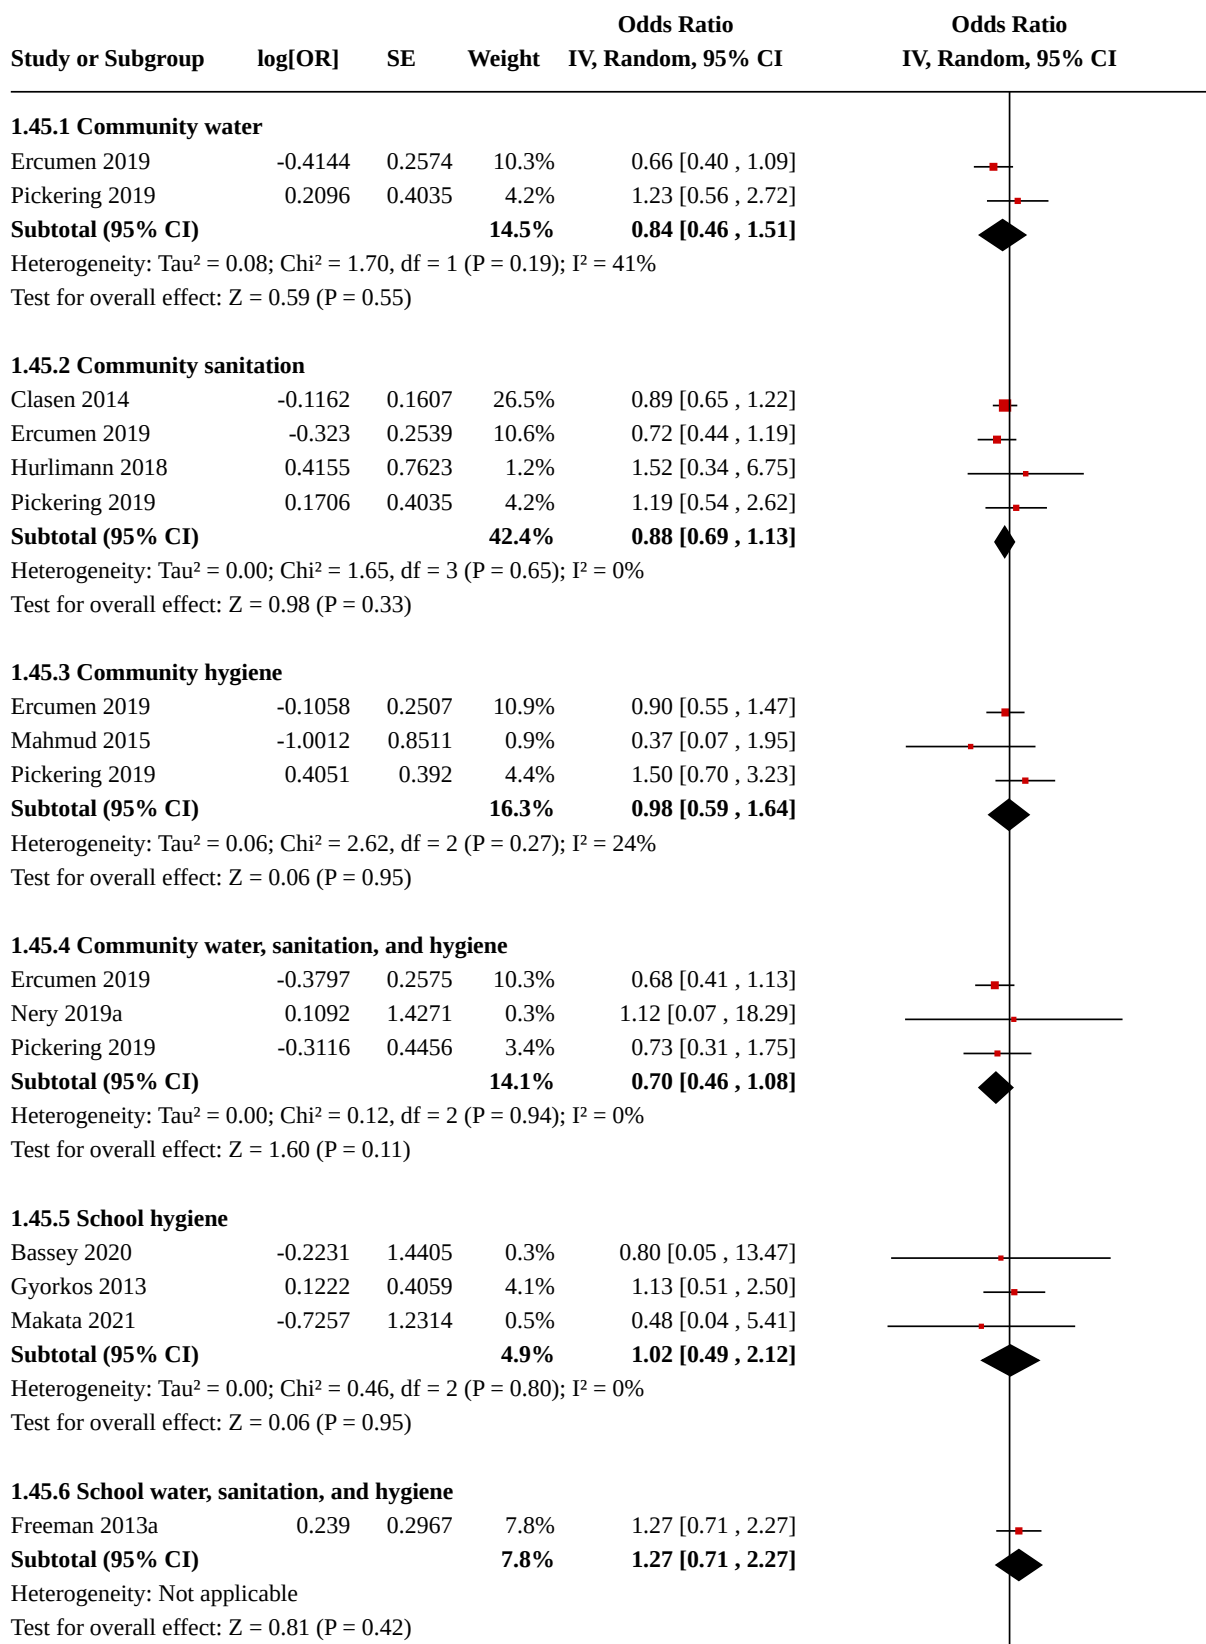 Odds Ratio Odds Ratio
Study or Subgroup log[OR] SE Weight IV, Random, 95% CI IV, Random, 95% CI
1.45.1 Community water
Ercumen 2019 -0.4144 0.2574 10.3% 0.66 [0.40 , 1.09]
Pickering 2019 0.2096 0.4035 4.2% 1.23 [0.56 , 2.72]
Subtotal (95% CI) 14.5% 0.84 [0.46 , 1.51]
Heterogeneity: Tau² = 0.08; Chi² = 1.70, df = 1 (P = 0.19); I² = 41%
Test for overall effect: Z = 0.59 (P = 0.55)
1.45.2 Community sanitation
Clasen 2014 -0.1162 0.1607 26.5% 0.89 [0.65 , 1.22]
Ercumen 2019 -0.323 0.2539 10.6% 0.72 [0.44 , 1.19]
Hurlimann 2018 0.4155 0.7623 1.2% 1.52 [0.34 , 6.75]
Pickering 2019 0.1706 0.4035 4.2% 1.19 [0.54 , 2.62]
Subtotal (95% CI) 42.4% 0.88 [0.69 , 1.13]
Heterogeneity: Tau² = 0.00; Chi² = 1.65, df = 3 (P = 0.65); I² = 0%
Test for overall effect: Z = 0.98 (P = 0.33)
1.45.3 Community hygiene
Ercumen 2019 -0.1058 0.2507 10.9% 0.90 [0.55 , 1.47]
Mahmud 2015 -1.0012 0.8511 0.9% 0.37 [0.07 , 1.95]
Pickering 2019 0.4051 0.392 4.4% 1.50 [0.70 , 3.23]
Subtotal (95% CI) 16.3% 0.98 [0.59 , 1.64]
Heterogeneity: Tau² = 0.06; Chi² = 2.62, df = 2 (P = 0.27); I² = 24%
Test for overall effect: Z = 0.06 (P = 0.95)
1.45.4 Community water, sanitation, and hygiene
Ercumen 2019 -0.3797 0.2575 10.3% 0.68 [0.41 , 1.13]
Nery 2019a 0.1092 1.4271 0.3% 1.12 [0.07 , 18.29]
Pickering 2019 -0.3116 0.4456 3.4% 0.73 [0.31 , 1.75]
Subtotal (95% CI) 14.1% 0.70 [0.46 , 1.08]
Heterogeneity: Tau² = 0.00; Chi² = 0.12, df = 2 (P = 0.94); I² = 0%
Test for overall effect: Z = 1.60 (P = 0.11)
1.45.5 School hygiene
Bassey 2020 -0.2231 1.4405 0.3% 0.80 [0.05 , 13.47]
Gyorkos 2013 0.1222 0.4059 4.1% 1.13 [0.51 , 2.50]
Makata 2021 -0.7257 1.2314 0.5% 0.48 [0.04 , 5.41]
Subtotal (95% CI) 4.9% 1.02 [0.49 , 2.12]
Heterogeneity: Tau² = 0.00; Chi² = 0.46, df = 2 (P = 0.80); I² = 0%
Test for overall effect: Z = 0.06 (P = 0.95)
1.45.6 School water, sanitation, and hygiene
Freeman 2013a 0.239 0.2967 7.8% 1.27 [0.71 , 2.27]
Subtotal (95% CI) 7.8% 1.27 [0.71 , 2.27]
Heterogeneity: Not applicable
Test for overall effect: Z = 0.81 (P = 0.42)